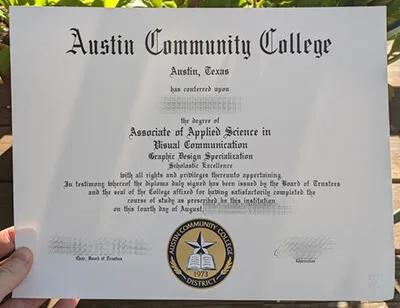 Austin Community College
Austin, Texas
has conferred upon
the degree of
Associate of Applied Science in
Visual Communication
Graphic Design Specialization
Scholastic Excellence
with all rights and privileges thereunto appertaining.
In testimony whereof the diploma duly signed has been issued by the Board of Trustees
and the seal of the College affixed for having satisfactorily completed the
course of study as prescribed by this institution
on this fourth day of August,
Chair, Board of Trustees
AUSTIN COMMUNITY COLLEGE
1973
DISTRICT